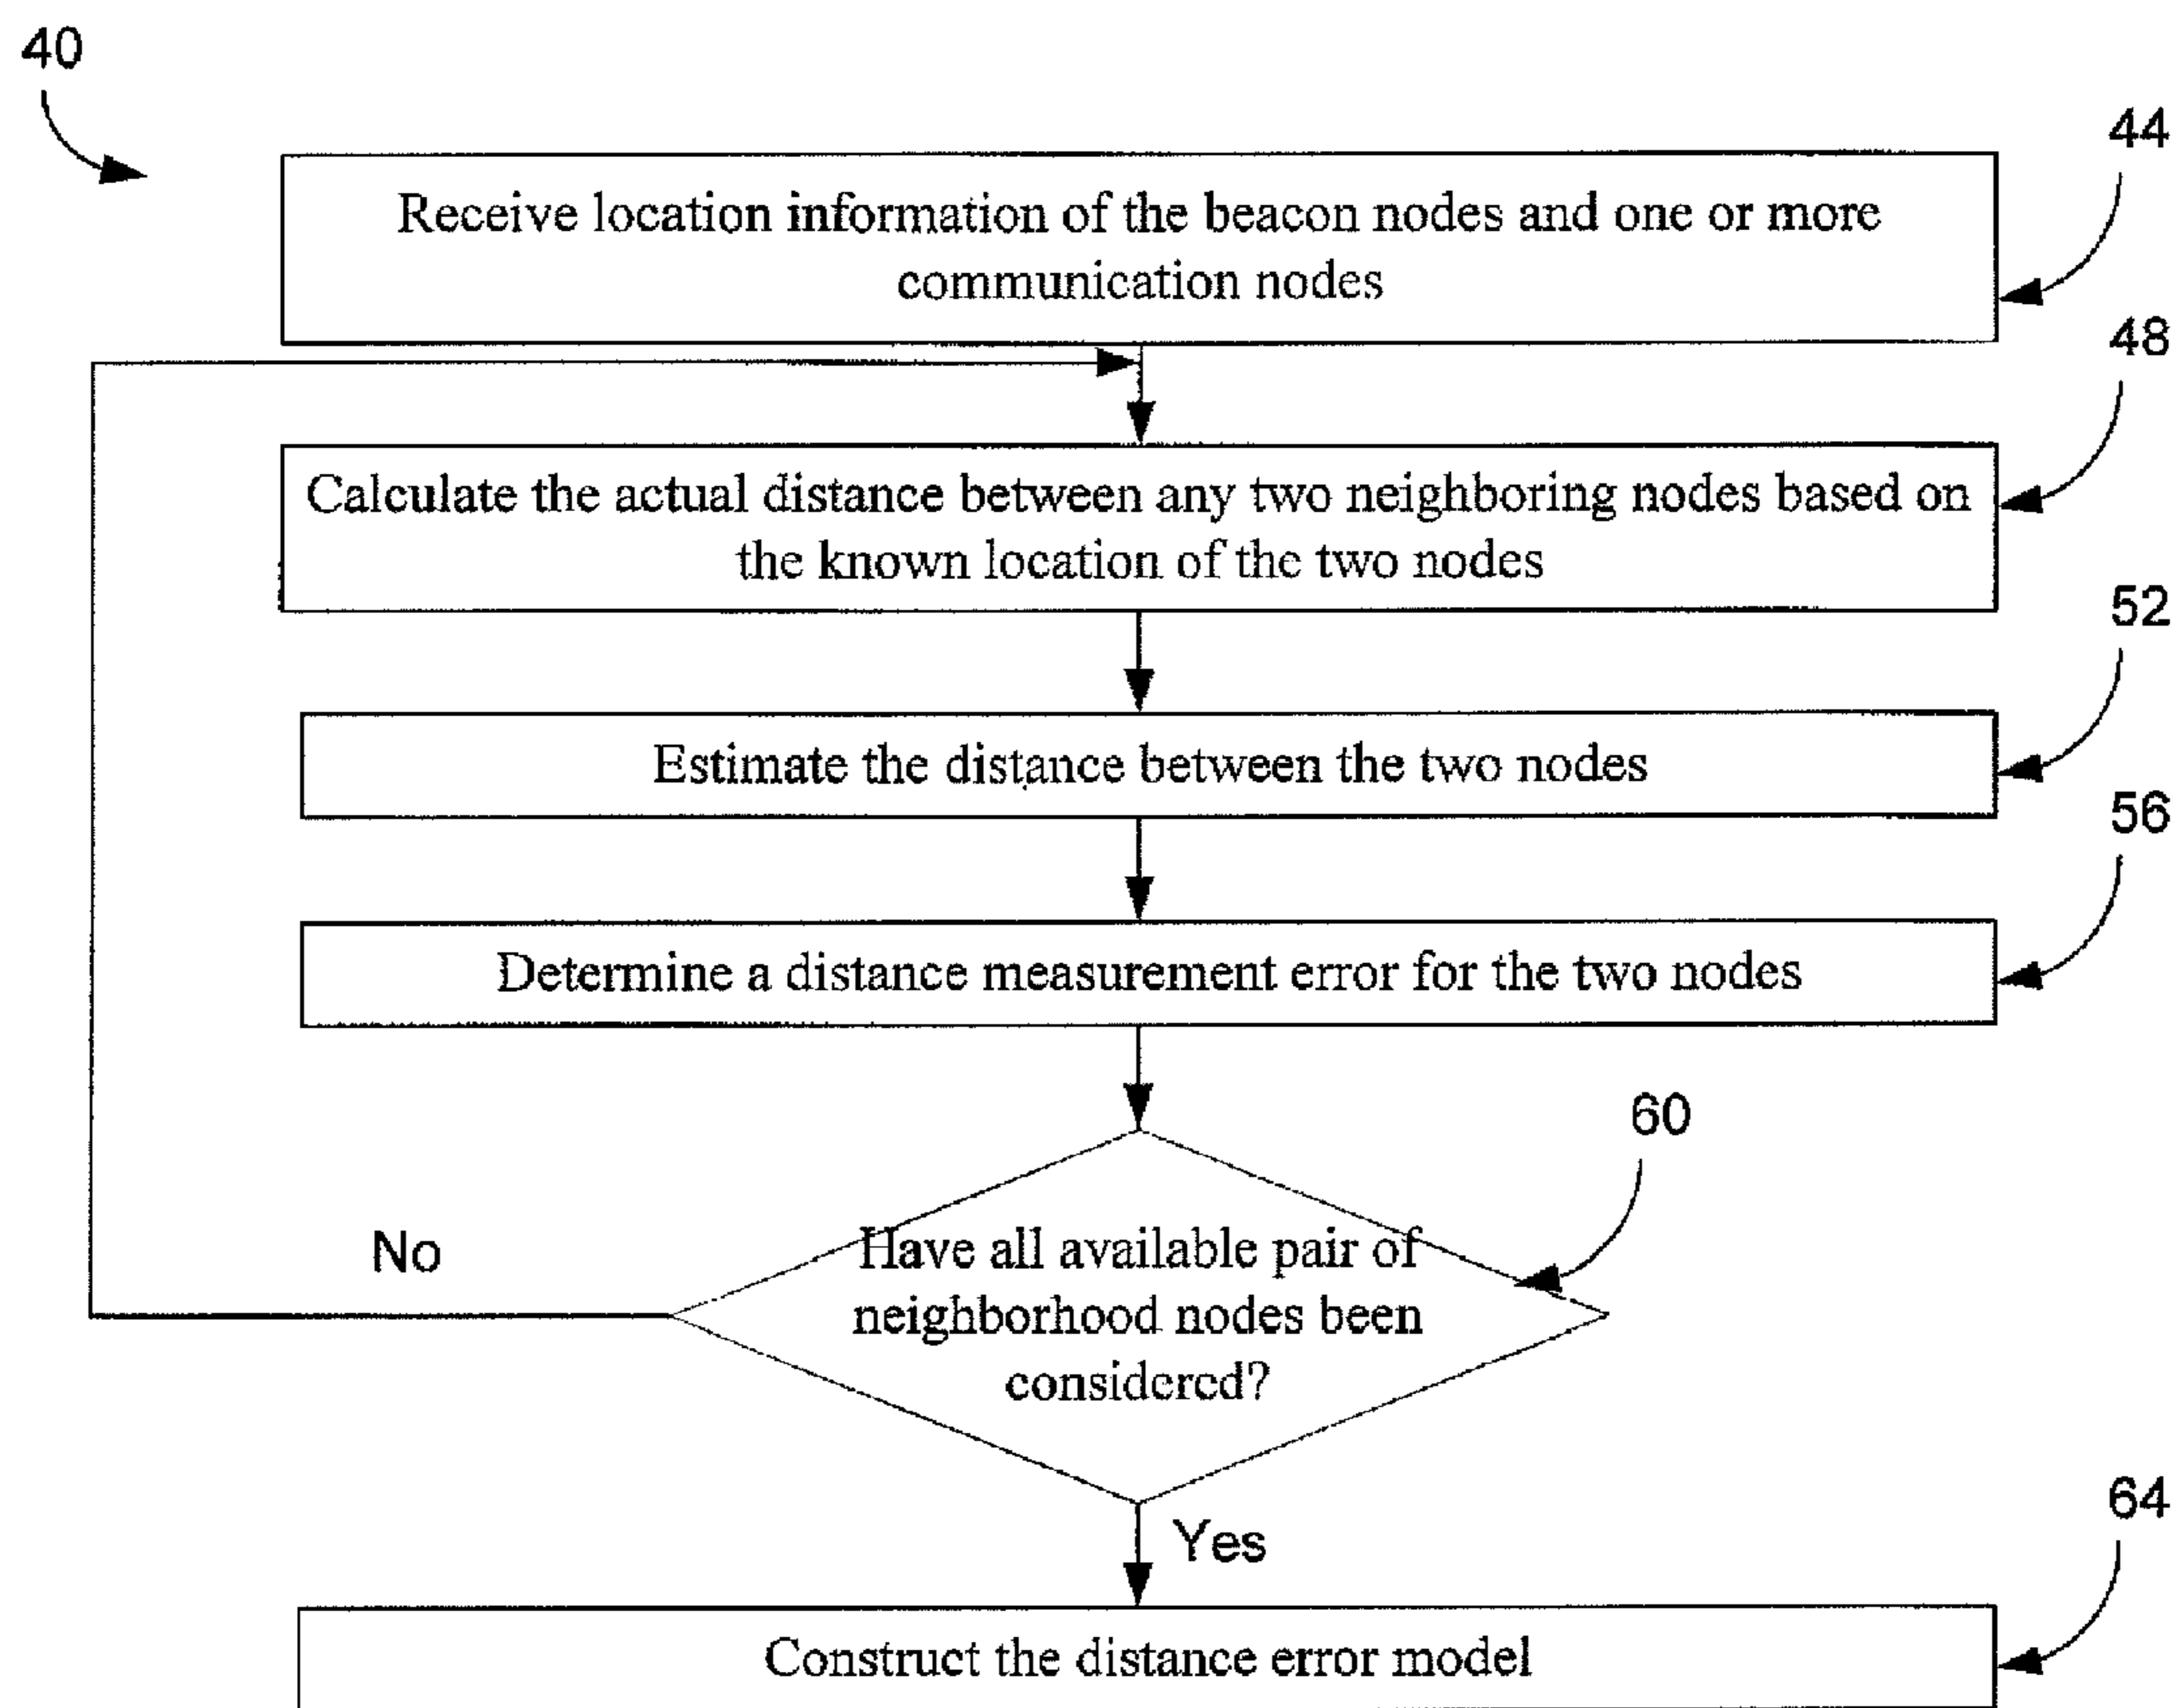 40
44
Receive location information of the beacon nodes and one or more
communication nodes
48
Calculate the actual distance between any two neighboring nodes based on
the known location of the two nodes
52
Estimate the distance between the two nodes
56
Determine a distance measurement error for the two nodes
60
Have all available pair of
neighborhood nodes been
considered?
No
Yes
64
Construct the distance error model